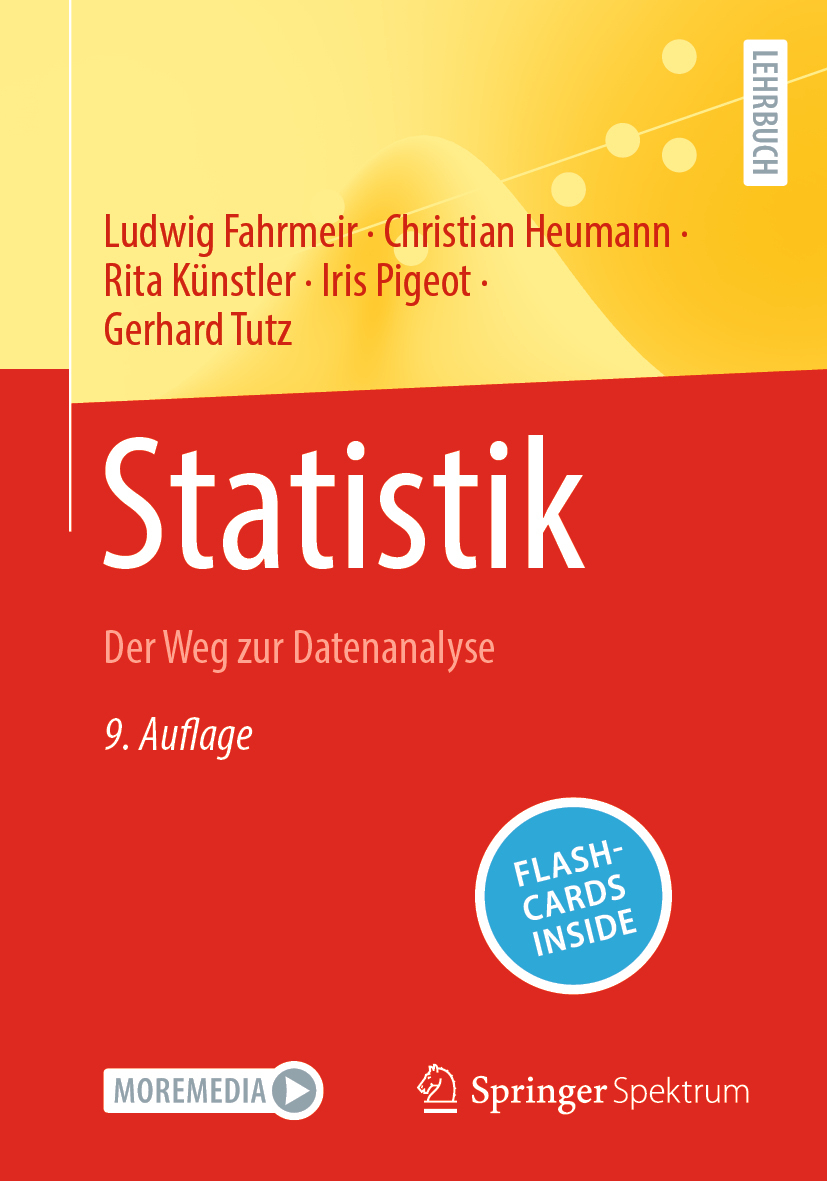 LEHRBUCH
Ludwig Fahrmeir · Christian Heumann ·
Rita Künstler · Iris Pigeot ·
Gerhard Tutz
Statistik
Der Weg zur Datenanalyse
9. Auflage
FLASH-
CARDS
INSIDE
MOREMEDIA
Springer Spektrum